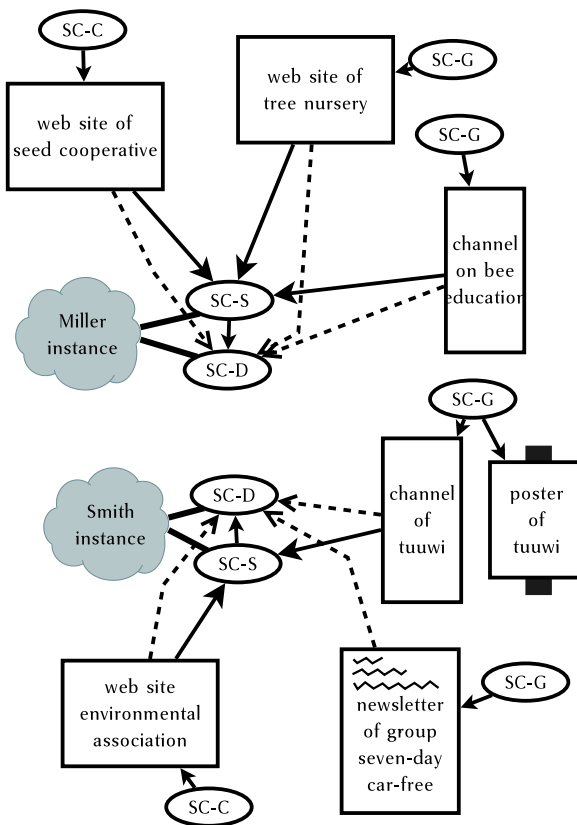 SC-C
web site of
tree nursery
SC-G
web site of
seed cooperative
SC-G
channel
on bee
education
SC-S
Miller
instance
SC-D
SC-G
Smith
instance
SC-D
channel
of
tuuwi
poster
of
tuuwi
SC-S
web site
environmental
association
newsletter
of group
seven-day
car-free
SC-G
SC-C